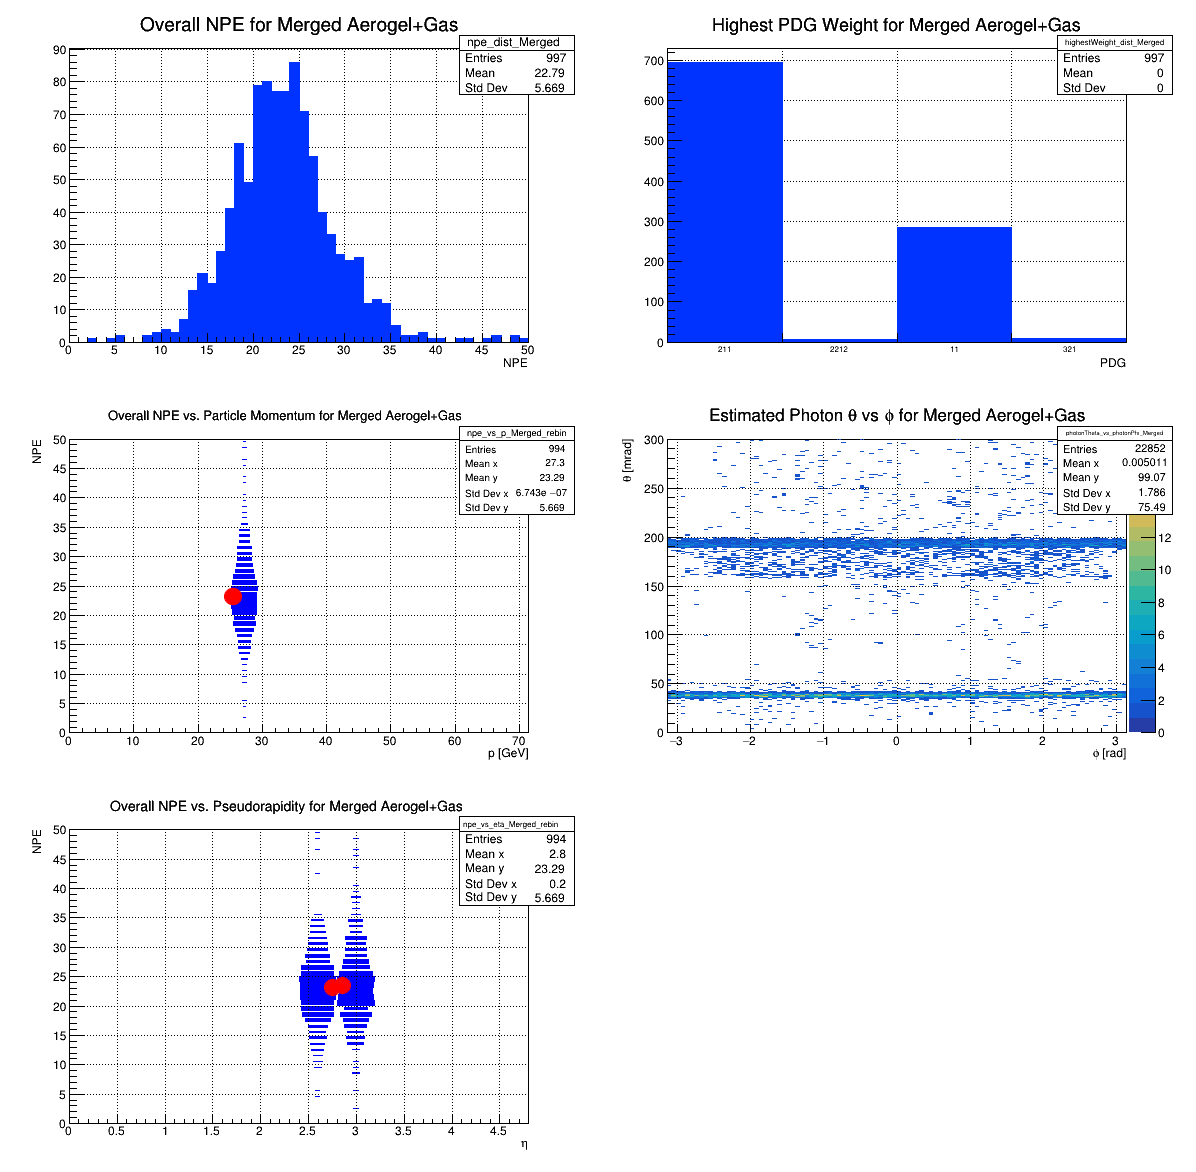 Overall NPE for Merged Aerogel+Gas
npe_dist_Merged
Entries 997
Mean 22.79
Std Dev 5.669
90
80
70
60
50
40
30
20
10
0
0 5 10 15 20 25 30 35 40 45 50
NPE
Highest PDG Weight for Merged Aerogel+Gas
highestWeight_dist_Merged
Entries 997
Mean 0
Std Dev 0
700
600
500
400
300
200
100
0
211 2212 11 321
PDG
Overall NPE vs. Particle Momentum for Merged Aerogel+Gas
npe_vs_p_Merged_rebin
Entries 994
Mean x 27.3
Mean y 23.29
Std Dev x 6.743e −07
Std Dev y 5.669
NPE
50
45
40
35
30
25
20
15
10
5
0
0 10 20 30 40 50 60 70
p [GeV]
Estimated Photon θ vs ϕ for Merged Aerogel+Gas
photonTheta_vs_photonPhi_Merged
Entries 22852
Mean x 0.005011
Mean y 99.07
Std Dev x 1.786
Std Dev y 75.49
θ [mrad]
300
250
200
150
100
50
0
−3 −2 −1 0 1 2 3
ϕ [rad]
12
10
8
6
4
2
0
Overall NPE vs. Pseudorapidity for Merged Aerogel+Gas
npe_vs_eta_Merged_rebin
Entries 994
Mean x 2.8
Mean y 23.29
Std Dev x 0.2
Std Dev y 5.669
NPE
50
45
40
35
30
25
20
15
10
5
0
0 0.5 1 1.5 2 2.5 3 3.5 4 4.5
η